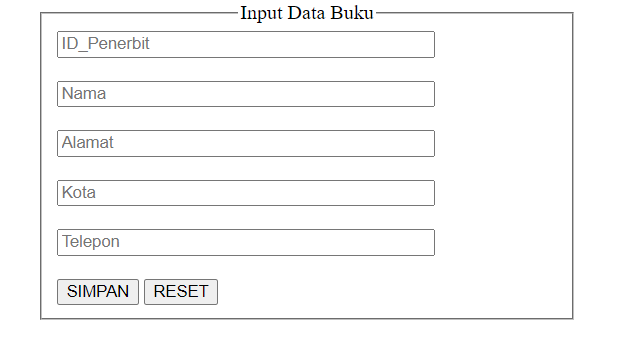 Input Data Buku
ID_Penerbit
Nama
Alamat
Kota
Telepon
SIMPAN RESET